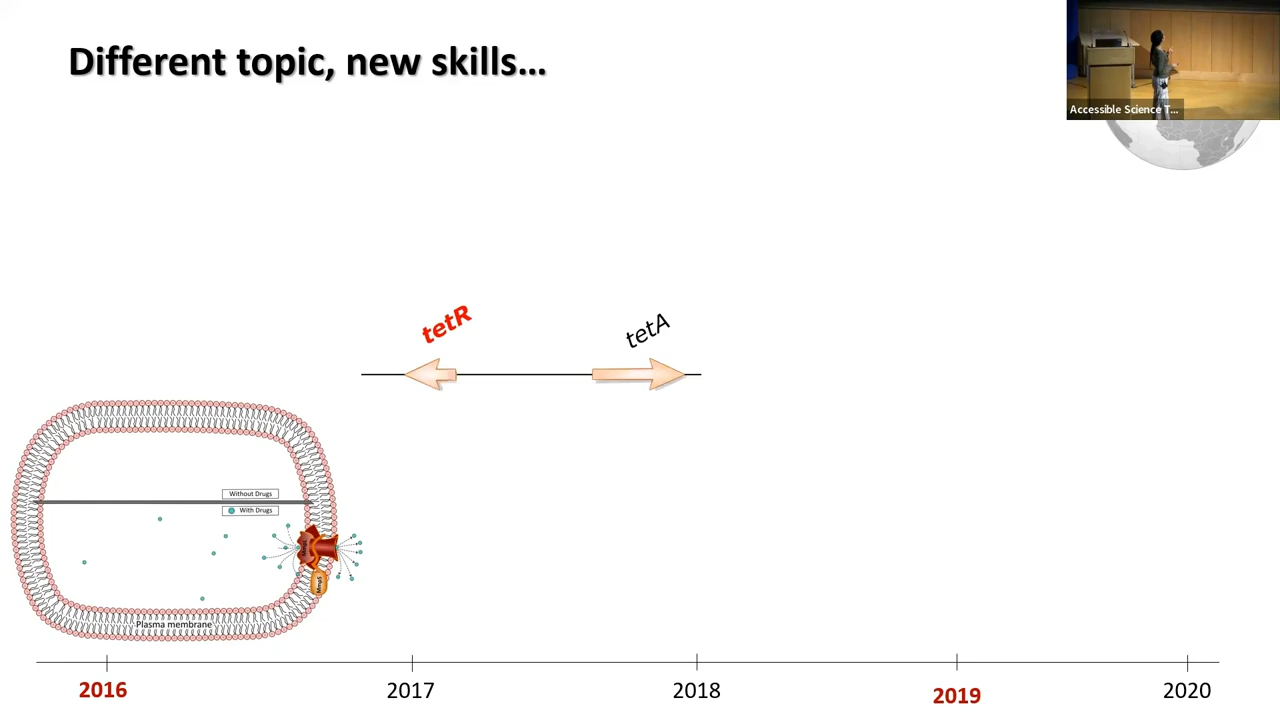 Different topic, new skills...
Accessible Science T...
tetR
tetA
Without Drugs
With Drugs
MmpS
Plasma membrane
2016
2017
2018
2019
2020